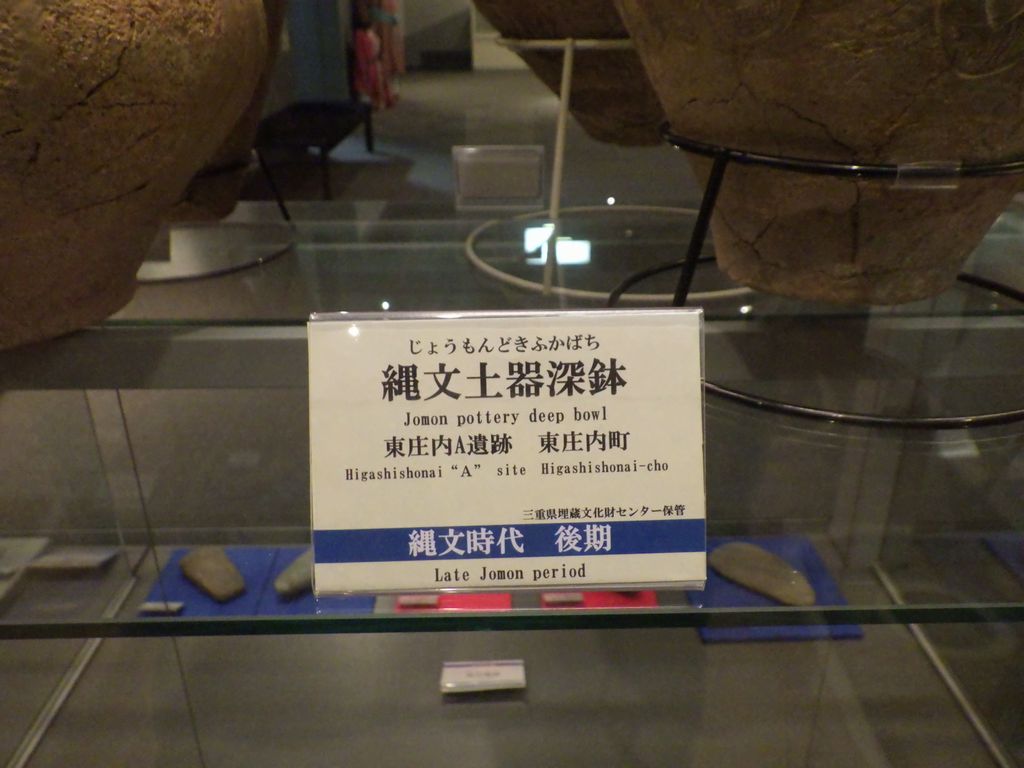 じょうもんどきふかばち
縄文土器深鉢
Jomon pottery deep bowl
東庄内A遺跡　東庄内町
Higashishonai “A” site Higashishonai-cho
三重県埋蔵文化財センター保管
縄文時代　後期
Late Jomon period